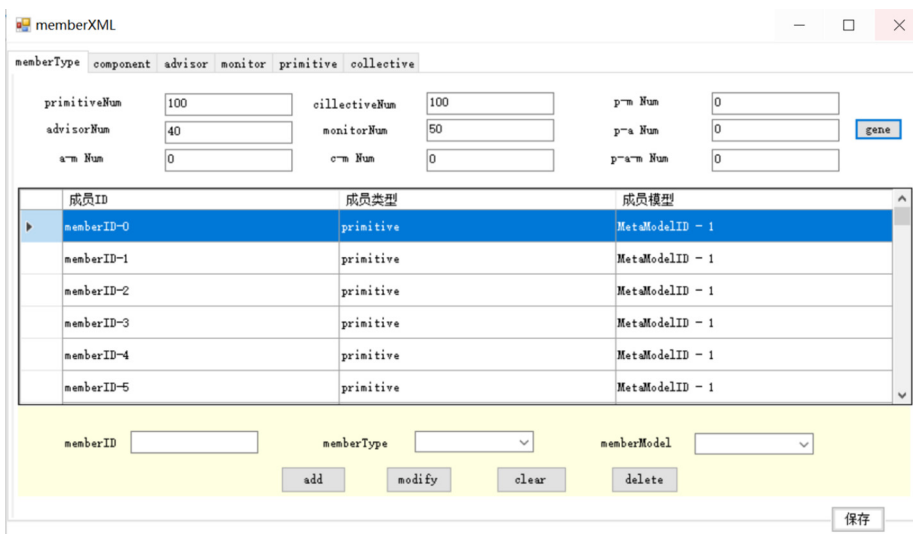 memberXML
memberType component advisor monitor primitive collective
primitiveNum 100 cillectiveNum 100 p-m Num 0
advisorNum 40 monitorNum 50 p-a Num 0 gene
a-m Num 0 c-m Num 0 p-a-m Num 0
成员ID 成员类型 成员模型
memberID-0 primitive MetaModelID - 1
memberID-1 primitive MetaModelID - 1
memberID-2 primitive MetaModelID - 1
memberID-3 primitive MetaModelID - 1
memberID-4 primitive MetaModelID - 1
memberID-5 primitive MetaModelID - 1
memberID memberType memberModel
add modify clear delete
保存